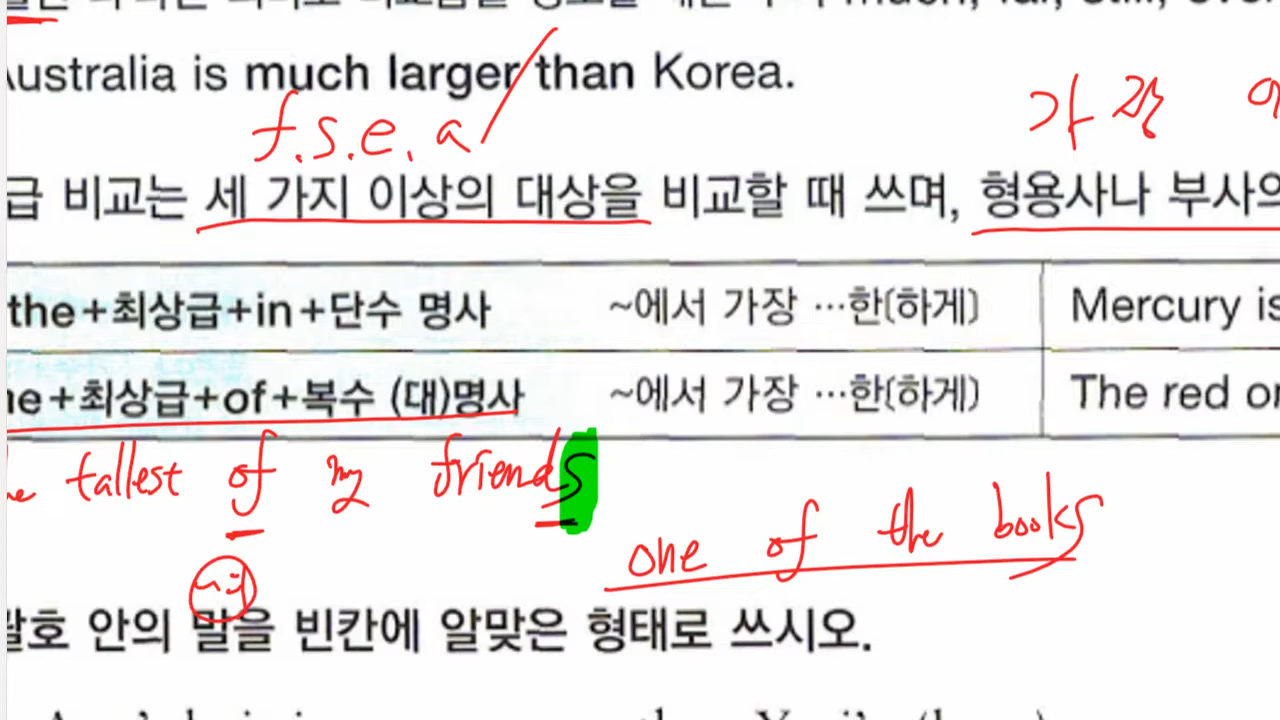 much, far, still, ever
Australia is much larger than Korea.
f.s.e.a
가장
급 비교는 세 가지 이상의 대상을 비교할 때 쓰며, 형용사나 부사의
the+최상급+in+단수 명사 ~에서 가장 …한(하게) Mercury is
he+최상급+of+복수 (대)명사 ~에서 가장 …한(하게) The red on
tallest of my friends
one of the books
괄호 안의 말을 빈칸에 알맞은 형태로 쓰시오.